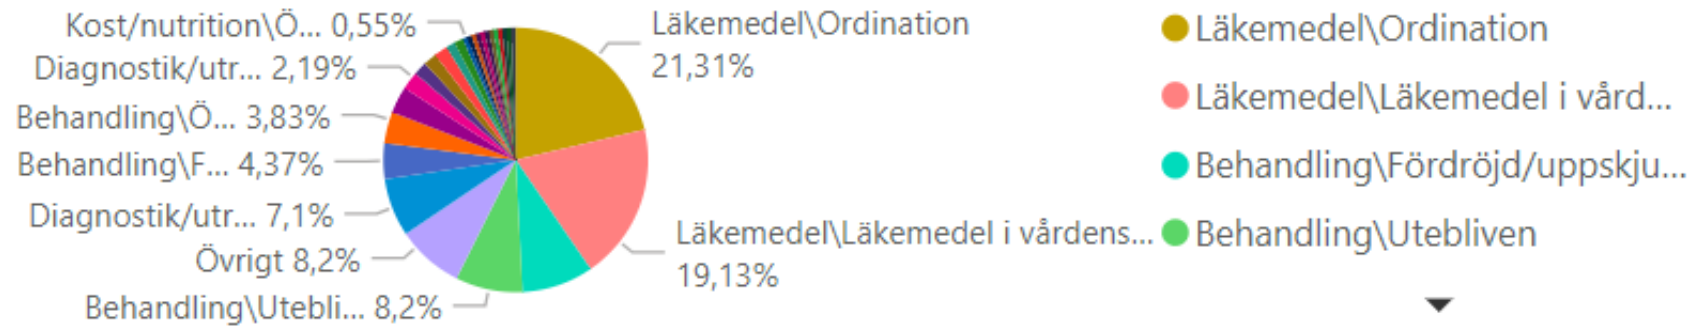 Kost/nutrition\Ö... 0,55%
Diagnostik/utr... 2,19%
Behandling\Ö... 3,83%
Behandling\F... 4,37%
Diagnostik/utr... 7,1%
Övrigt 8,2%
Behandling\Utebli... 8,2%
Läkemedel\Ordination
21,31%
Läkemedel\Läkemedel i vårdens...
19,13%
Läkemedel\Ordination
Läkemedel\Läkemedel i vård...
Behandling\Fördröjd/uppskju...
Behandling\Utebliven